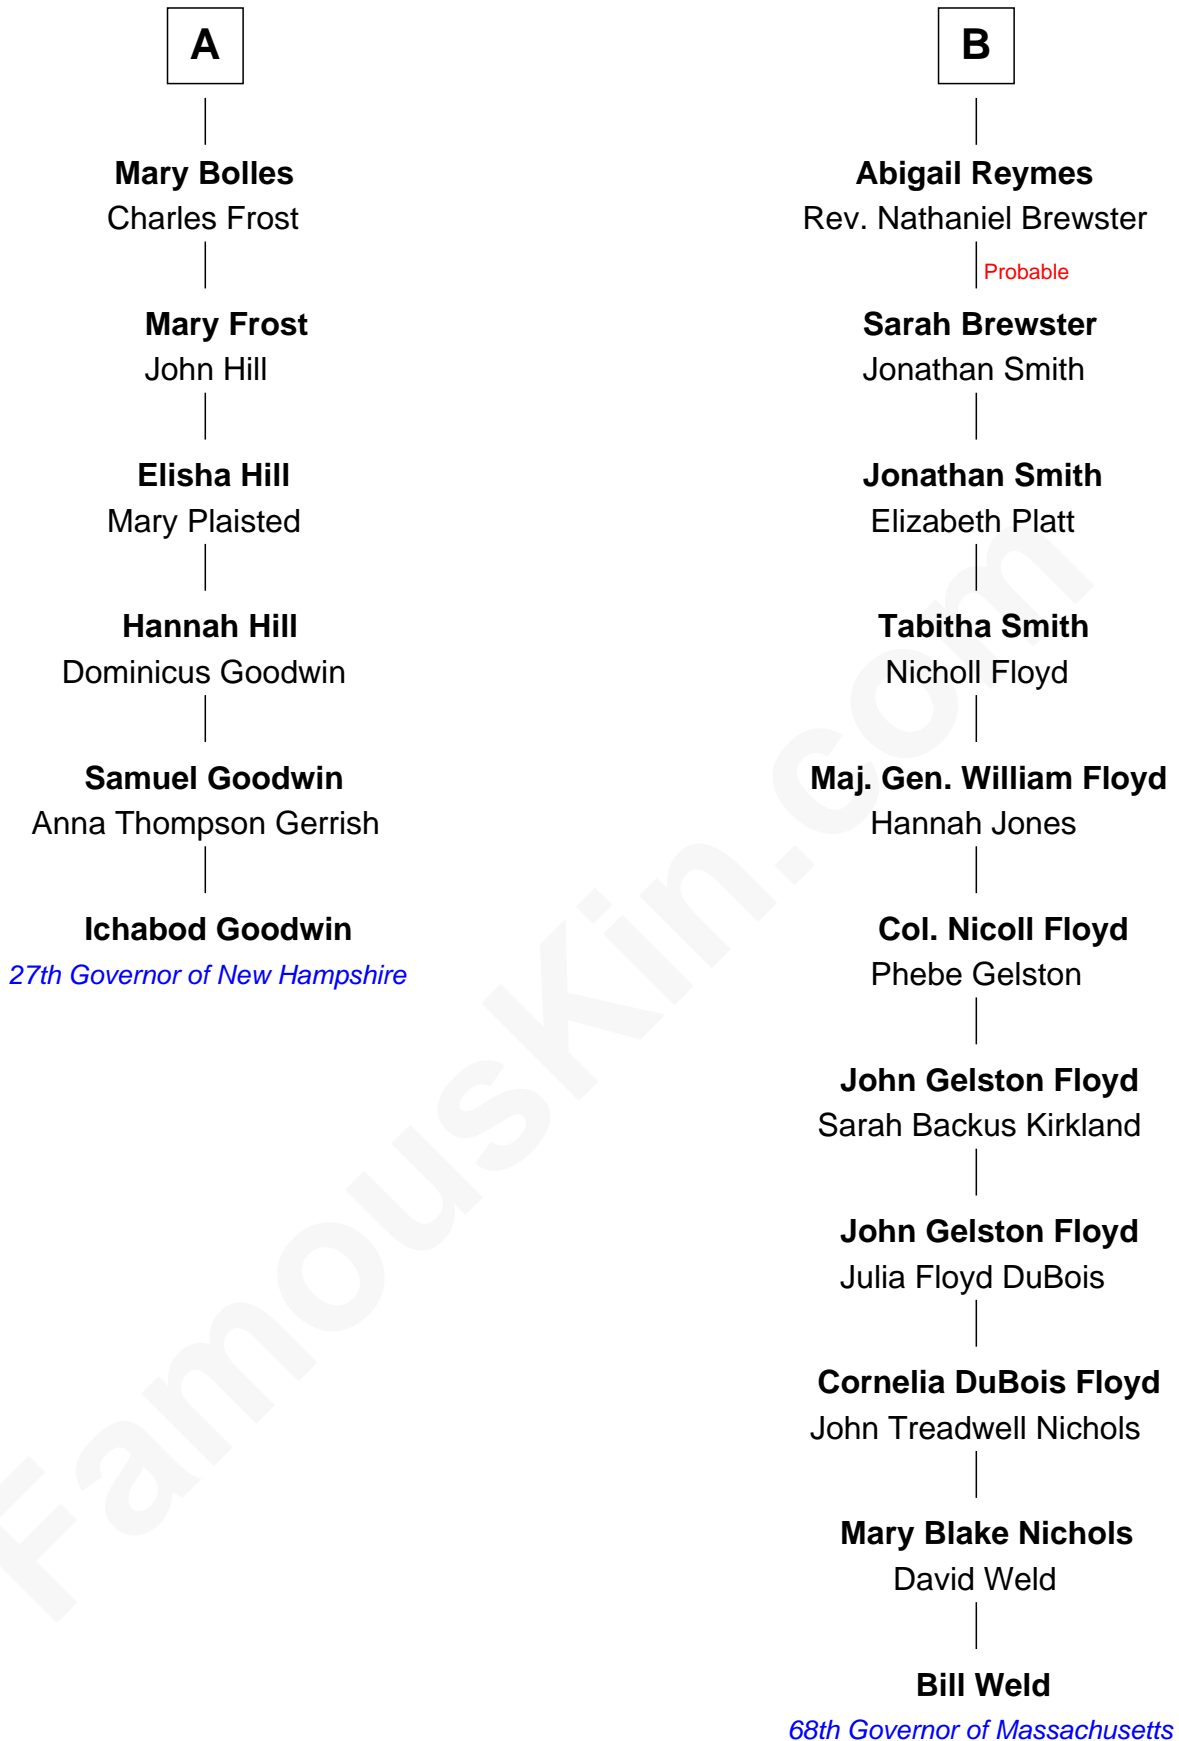 A
Mary Bolles
Charles Frost
Mary Frost
John Hill
Elisha Hill
Mary Plaisted
Hannah Hill
Dominicus Goodwin
Samuel Goodwin
Anna Thompson Gerrish
Ichabod Goodwin
27th Governor of New Hampshire
B
Abigail Reymes
Rev. Nathaniel Brewster
Probable
Sarah Brewster
Jonathan Smith
Jonathan Smith
Elizabeth Platt
Tabitha Smith
Nicholl Floyd
Maj. Gen. William Floyd
Hannah Jones
Col. Nicoll Floyd
Phebe Gelston
John Gelston Floyd
Sarah Backus Kirkland
John Gelston Floyd
Julia Floyd DuBois
Cornelia DuBois Floyd
John Treadwell Nichols
Mary Blake Nichols
David Weld
Bill Weld
68th Governor of Massachusetts
FamousKin.com